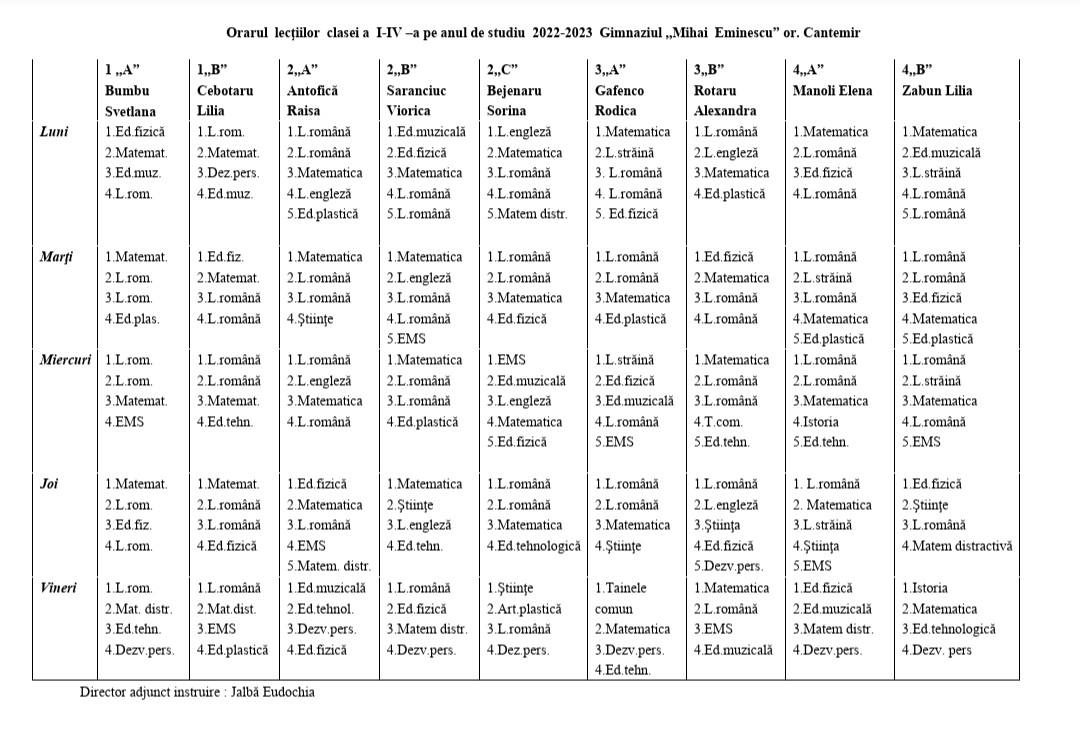 Orarul lecțiilor clasei a I-IV –a pe anul de studiu 2022-2023 Gimnaziul „Mihai Eminescu” or. Cantemir
1 „A” 1„B” 2„A” 2„B” 2„C” 3„A” 3„B” 4„A” 4„B”
Bumbu Cebotaru Antofică Saranciuc Bejenaru Gafenco Rotaru Manoli Elena Zabun Lilia
Svetlana Lilia Raisa Viorica Sorina Rodica Alexandra
Luni 1.Ed.fizică 1.L.rom. 1.L.română 1.Ed.muzicală 1.L.engleză 1.Matematica 1.L.română 1.Matematica 1.Matematica
2.Matemat. 2.Matemat. 2.L.română 2.Ed.fizică 2.Matematica 2.L.străină 2.L.engleză 2.L.română 2.Ed.muzicală
3.Ed.muz. 3.Dez.pers. 3.Matematica 3.Matematica 3.L.română 3. L.română 3.Matematica 3.Ed.fizică 3.L.străină
4.L.rom. 4.Ed.muz. 4.L.engleză 4.L.română 4.L.română 4. L.română 4.Ed.plastică 4.L.română 4.L.română
5.Ed.plastică 5.L.română 5.Matem distr. 5. Ed.fizică 5.L.română
Marți 1.Matemat. 1.Ed.fiz. 1.Matematica 1.Matematica 1.L.română 1.L.română 1.Ed.fizică 1.L.română 1.L.română
2.L.rom. 2.Matemat. 2.L.română 2.L.engleză 2.L.română 2.L.română 2.Matematica 2.L.străină 2.L.română
3.L.rom. 3.L.română 3.L.română 3.L.română 3.Matematica 3.Matematica 3.L.română 3.L.română 3.Ed.fizică
4.Ed.plas. 4.L.română 4.Științe 4.L.română 4.Ed.fizică 4.Ed.plastică 4.L.română 4.Matematica 4.Matematica
5.EMS 5.Ed.plastică 5.Ed.plastică
Miercuri 1.L.rom. 1.L.română 1.L.română 1.Matematica 1.EMS 1.L.străină 1.Matematica 1.L.română 1.L.română
2.L.rom. 2.L.română 2.L.engleză 2.L.română 2.Ed.muzicală 2.Ed.fizică 2.L.română 2.L.română 2.L.străină
3.Matemat. 3.Matemat. 3.Matematica 3.L.română 3.L.engleză 3.Ed.muzicală 3.L.română 3.Matematica 3.Matematica
4.EMS 4.Ed.tehn. 4.L.română 4.Ed.plastică 4.Matematica 4.L.română 4.T.com. 4.Istoria 4.L.română
5.Ed.fizică 5.EMS 5.Ed.tehn. 5.Ed.tehn. 5.EMS
Joi 1.Matemat. 1.Matemat. 1.Ed.fizică 1.Matematica 1.L.română 1.L.română 1.L.română 1. L.română 1.Ed.fizică
2.L.rom. 2.L.română 2.Matematica 2.Științe 2.L.română 2.L.română 2.L.engleză 2. Matematica 2.Științe
3.Ed.fiz. 3.L.română 3.L.română 3.L.engleză 3.Matematica 3.Matematica 3.Știința 3.L.străină 3.L.română
4.L.rom. 4.Ed.fizică 4.EMS 4.Ed.tehn. 4.Ed.tehnologică 4.Științe 4.Ed.fizică 4.Știința 4.Matem distractivă
5.Matem. distr. 5.Dezv.pers. 5.EMS
Vineri 1.L.rom. 1.L.română 1.Ed.muzicală 1.L.română 1.Științe 1.Tainele 1.Matematica 1.Ed.fizică 1.Istoria
2.Mat. distr. 2.Mat.dist. 2.Ed.tehnol. 2.Ed.fizică 2.Art.plastică comun 2.L.română 2.Ed.muzicală 2.Matematica
3.Ed.tehn. 3.EMS 3.Dezv.pers. 3.Matem distr. 3.L.română 2.Matematica 3.EMS 3.Matem distr. 3.Ed.tehnologică
4.Dezv.pers. 4.Ed.plastică 4.Ed.fizică 4.Dezv.pers. 4.Dez.pers. 3.Dezv.pers. 4.Ed.muzicală 4.Dezv.pers. 4.Dezv. pers
4.Ed.tehn.
Director adjunct instruire : Jalbă Eudochia